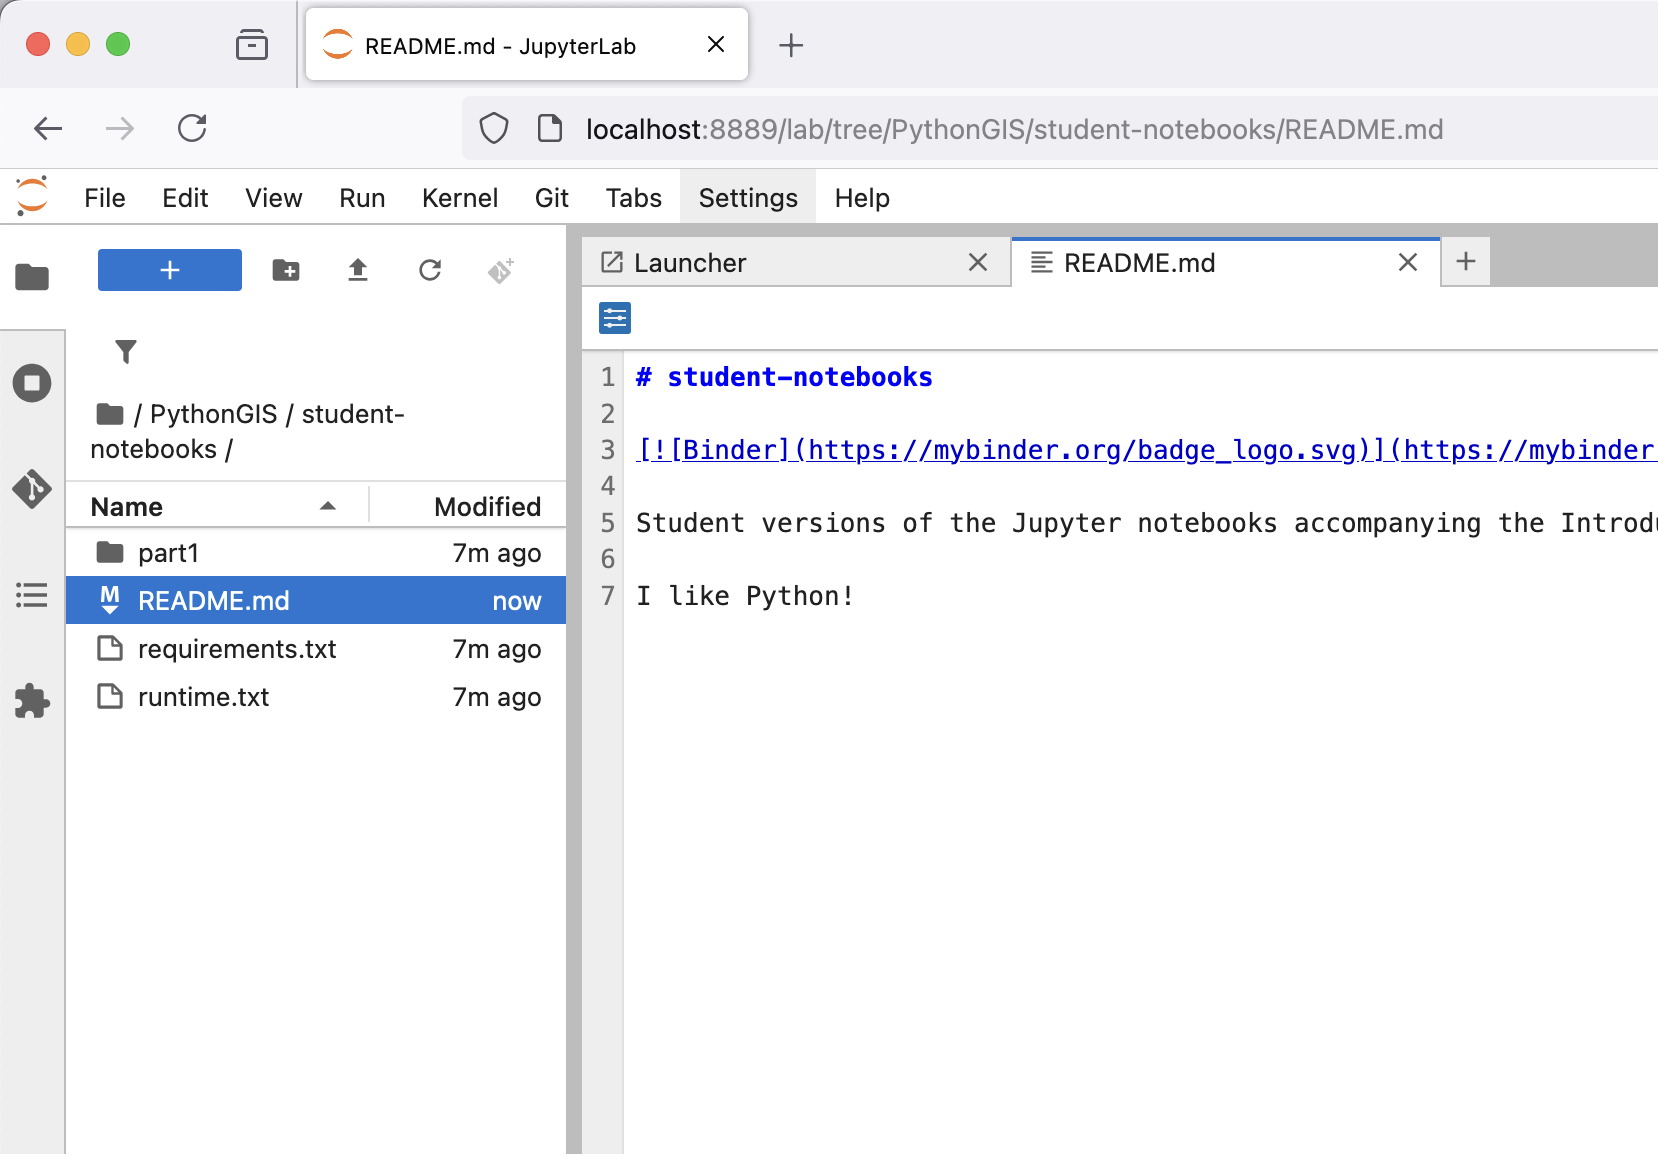 README.md - JupyterLab
localhost:8889/lab/tree/PythonGIS/student-notebooks/README.md
File Edit View Run Kernel Git Tabs Settings Help
Launcher
README.md
/ PythonGIS / student-
notebooks /
Name Modified
part1 7m ago
README.md now
requirements.txt 7m ago
runtime.txt 7m ago
1 # student-notebooks
2
3 [![Binder](https://mybinder.org/badge_logo.svg)](https://mybinder.
4
5 Student versions of the Jupyter notebooks accompanying the Introdu
6
7 I like Python!